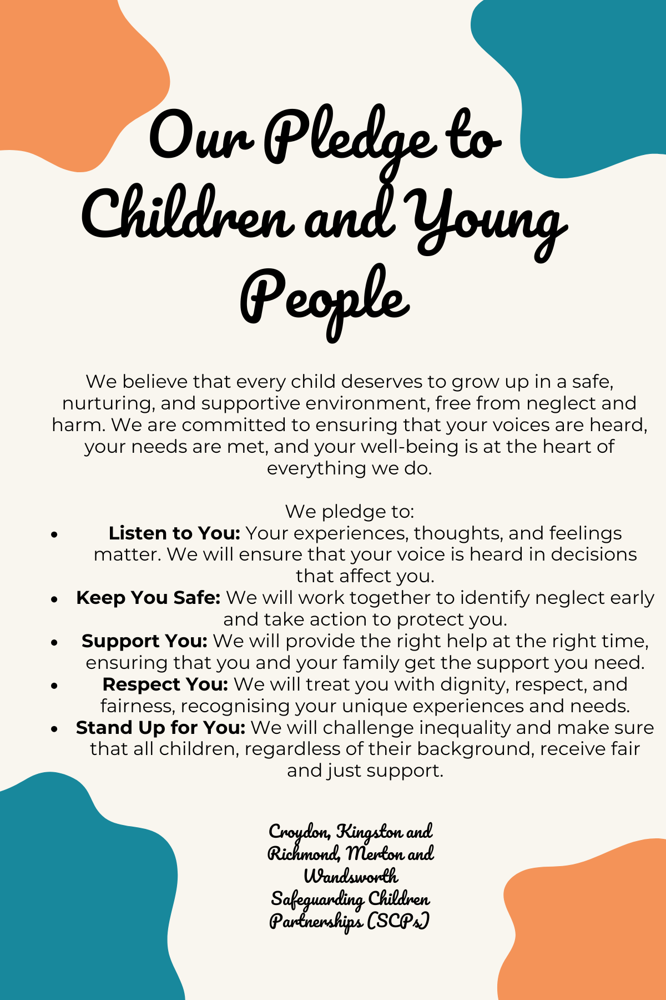 Our Pledge to
Children and Young
People
We believe that every child deserves to grow up in a safe,
nurturing, and supportive environment, free from neglect and
harm. We are committed to ensuring that your voices are heard,
your needs are met, and your well-being is at the heart of
everything we do.
We pledge to:
• Listen to You: Your experiences, thoughts, and feelings
matter. We will ensure that your voice is heard in decisions
that affect you.
• Keep You Safe: We will work together to identify neglect early
and take action to protect you.
• Support You: We will provide the right help at the right time,
ensuring that you and your family get the support you need.
• Respect You: We will treat you with dignity, respect, and
fairness, recognising your unique experiences and needs.
• Stand Up for You: We will challenge inequality and make sure
that all children, regardless of their background, receive fair
and just support.
Croydon, Kingston and
Richmond, Merton and
Wandsworth
Safeguarding Children
Partnerships (SCPs)